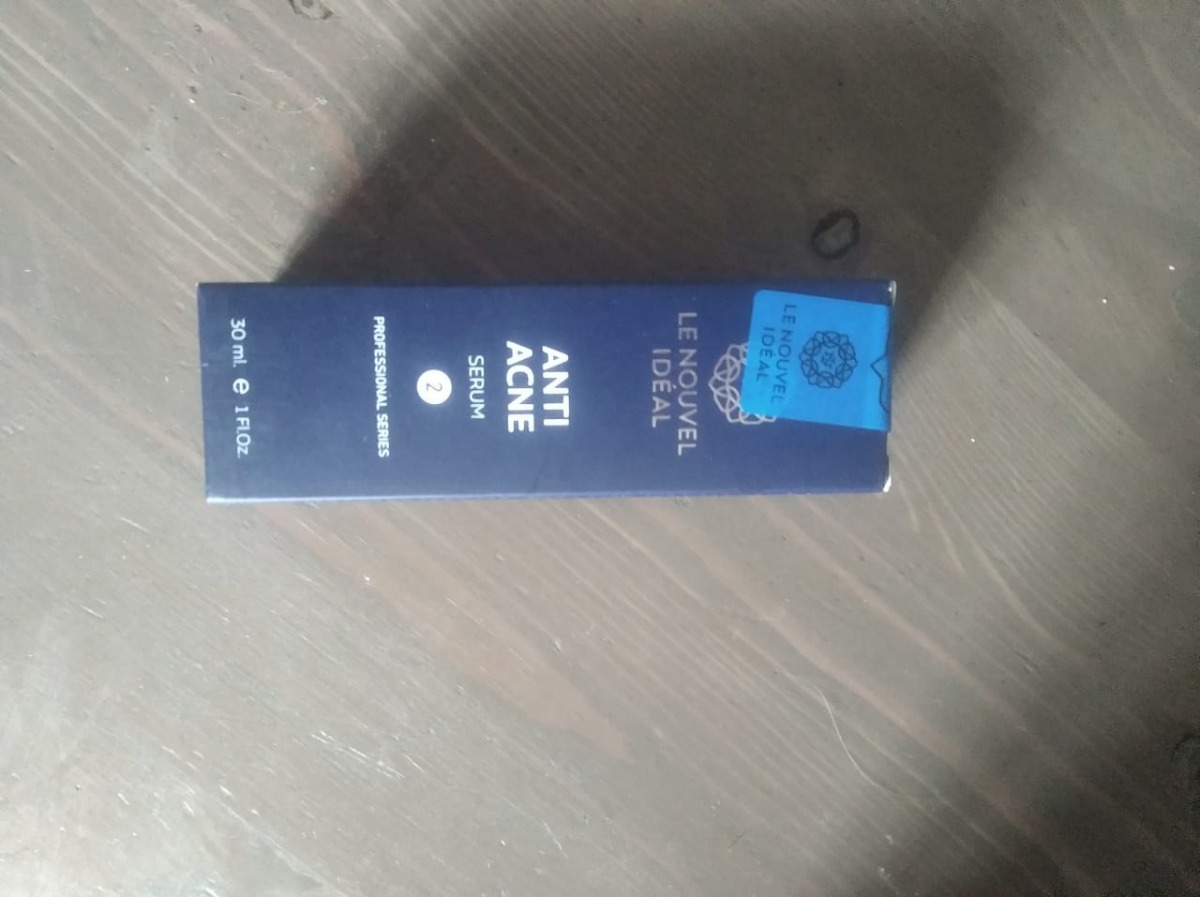 LE NOUVEL
IDÉAL
LE NOUVEL
IDÉAL
ANTI
ACNE
SERUM
2
PROFESSIONAL SERIES
30 ml. e 1 Fl.Oz.